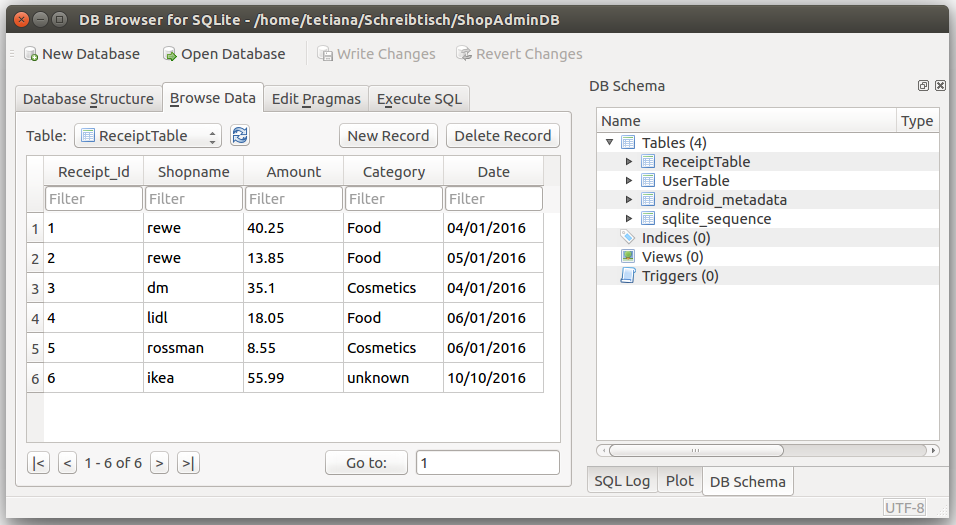 DB Browser for SQLite - /home/tetiana/Schreibtisch/ShopAdminDB
New Database Open Database Write Changes Revert Changes
Database Structure Browse Data Edit Pragmas Execute SQL
Table: ReceiptTable New Record Delete Record
Receipt_Id Shopname Amount Category Date
Filter Filter Filter Filter Filter
1 1 rewe 40.25 Food 04/01/2016
2 2 rewe 13.85 Food 05/01/2016
3 3 dm 35.1 Cosmetics 04/01/2016
4 4 lidl 18.05 Food 06/01/2016
5 5 rossman 8.55 Cosmetics 06/01/2016
6 6 ikea 55.99 unknown 10/10/2016
|< < 1 - 6 of 6 > >| Go to: 1
DB Schema
Name Type
Tables (4)
ReceiptTable
UserTable
android_metadata
sqlite_sequence
Indices (0)
Views (0)
Triggers (0)
SQL Log Plot DB Schema
UTF-8